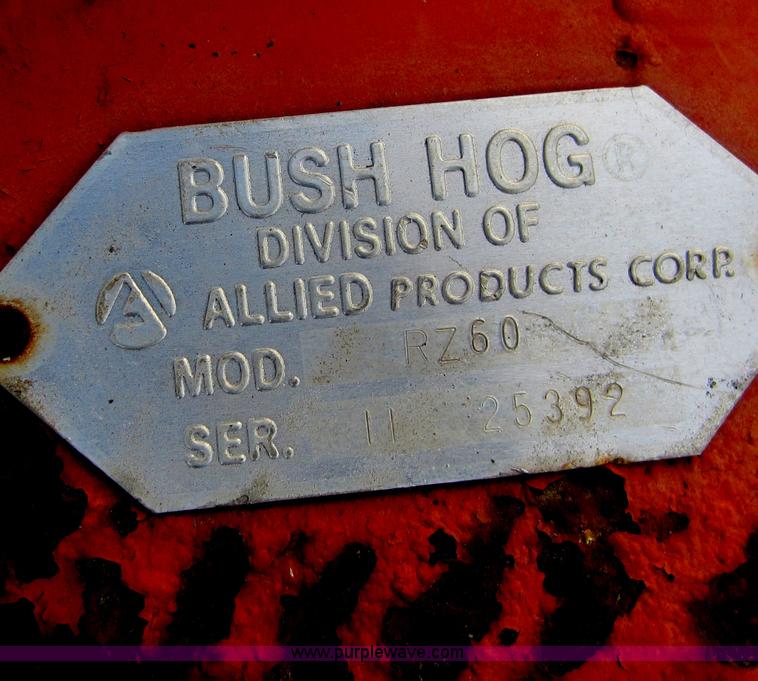 BUSH HOG®
DIVISION OF
ALLIED PRODUCTS CORP.
MOD. RZ60
SER. 11 25392
www.purplewave.com